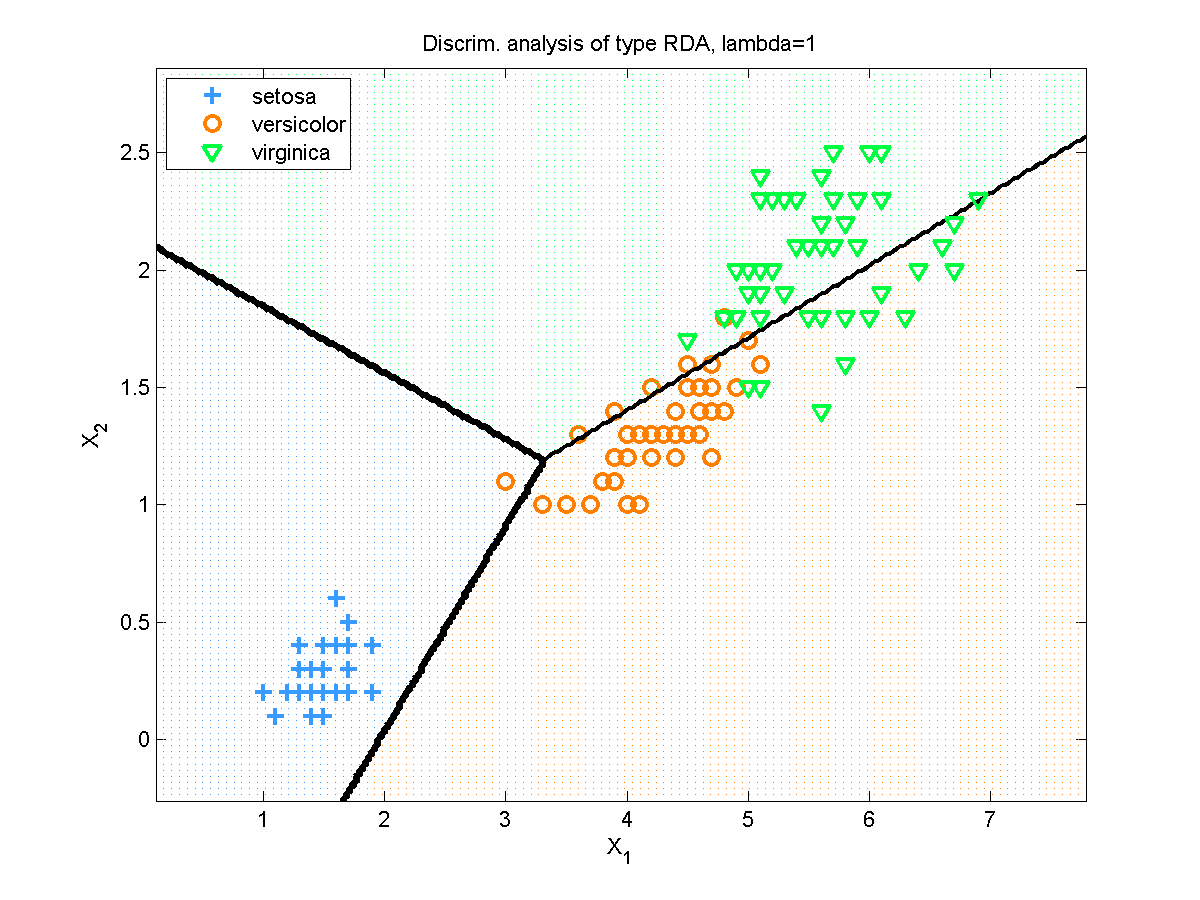 Discrim. analysis of type RDA, lambda=1
setosa
versicolor
virginica
2.5
2
1.5
1
0.5
0
X2
1 2 3 4 5 6 7
X1